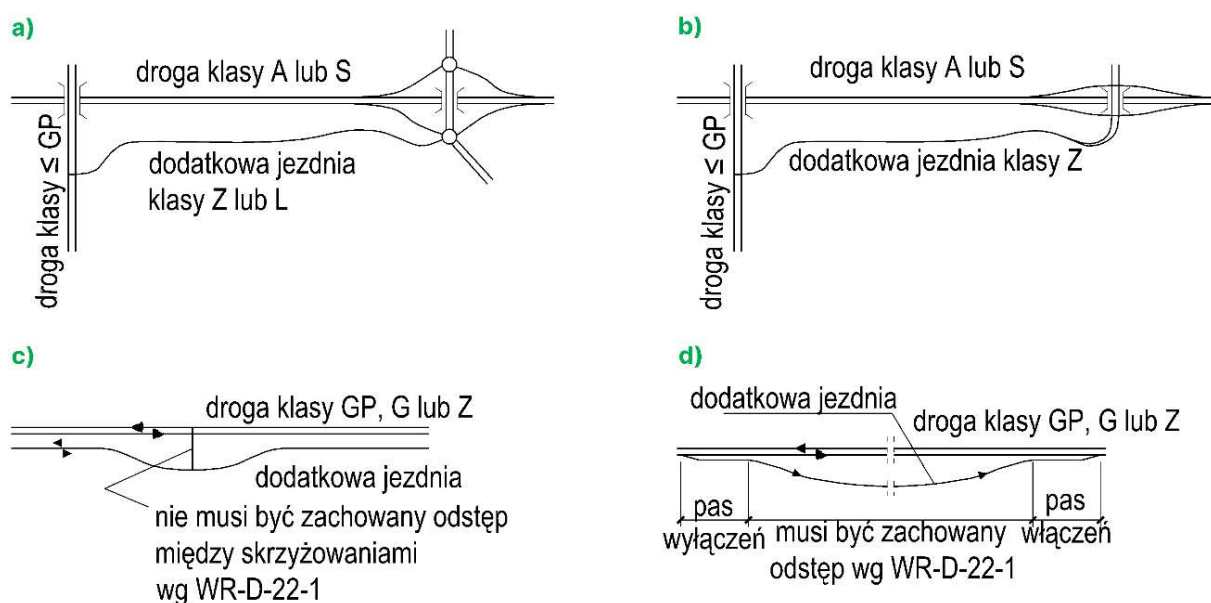 a)
droga klasy A lub S
droga klasy ≤ GP
dodatkowa jezdnia
klasy Z lub L
b)
droga klasy A lub S
droga klasy ≤ GP
dodatkowa jezdnia klasy Z
c)
droga klasy GP, G lub Z
dodatkowa jezdnia
nie musi być zachowany odstęp
między skrzyżowaniami
wg WR-D-22-1
d)
dodatkowa jezdnia
droga klasy GP, G lub Z
pas
wyłączeń
musi być zachowany
odstęp wg WR-D-22-1
pas
włączeń